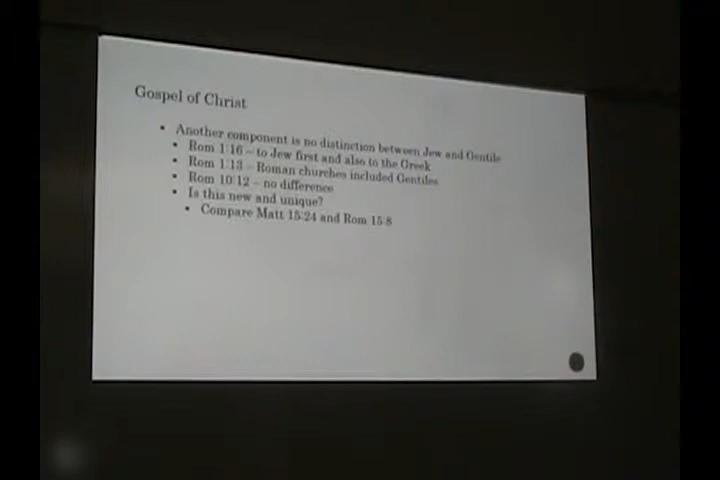 Gospel of Christ
• Another component is no distinction between Jew and Gentile
• Rom 1:16 – to Jew first and also to the Greek
• Rom 1:13 – Roman churches included Gentiles
• Rom 10:12 – no difference
• Is this new and unique?
• Compare Matt 15:24 and Rom 15:8